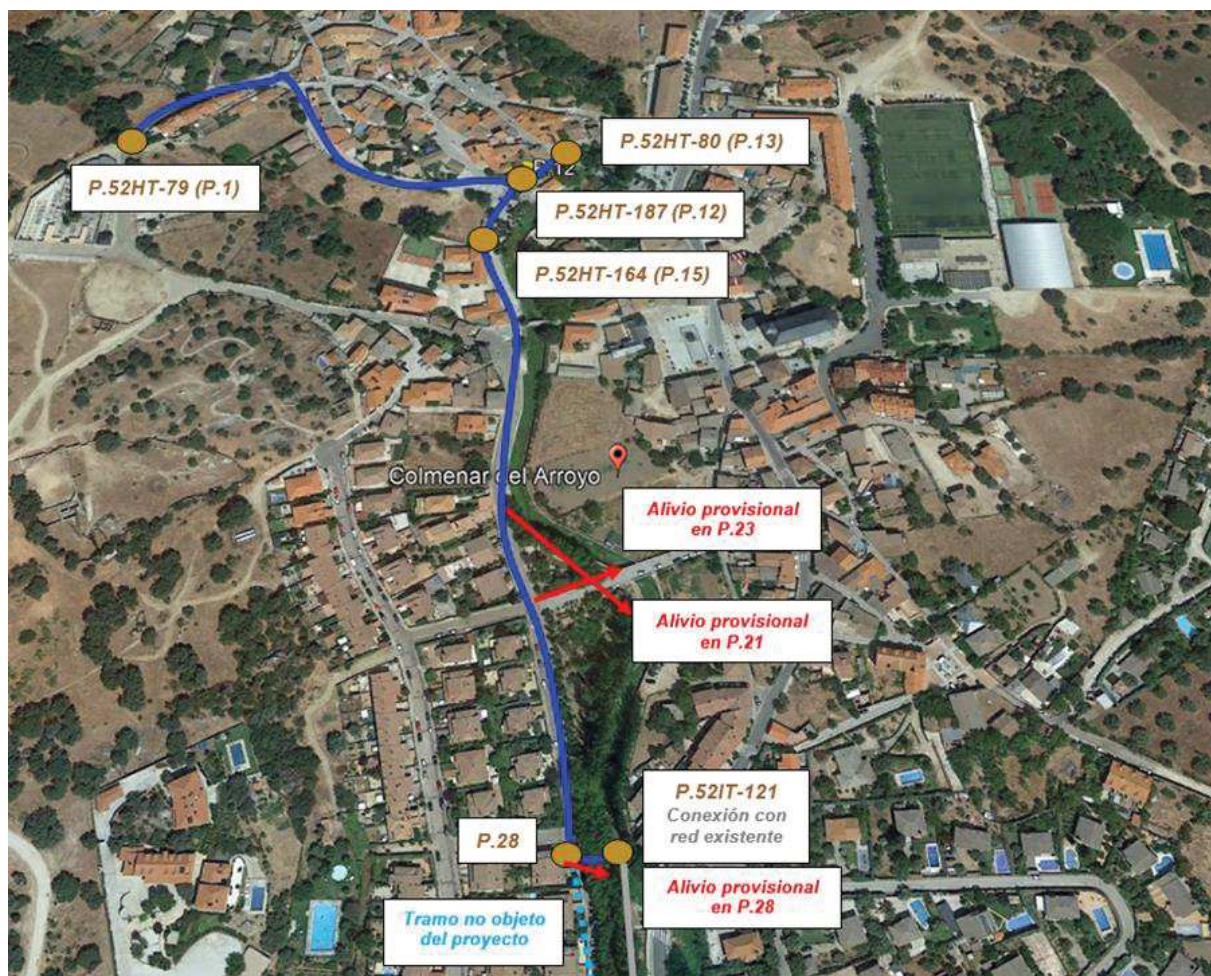 P.52HT-80 (P.13)
P.12
P.52HT-79 (P.1)
P.52HT-187 (P.12)
P.52HT-164 (P.15)
Colmenar del Arroyo
Alivio provisional
en P.23
Alivio provisional
en P.21
P.52IT-121
Conexión con
red existente
P.28
Alivio provisional
en P.28
Tramo no objeto
del proyecto